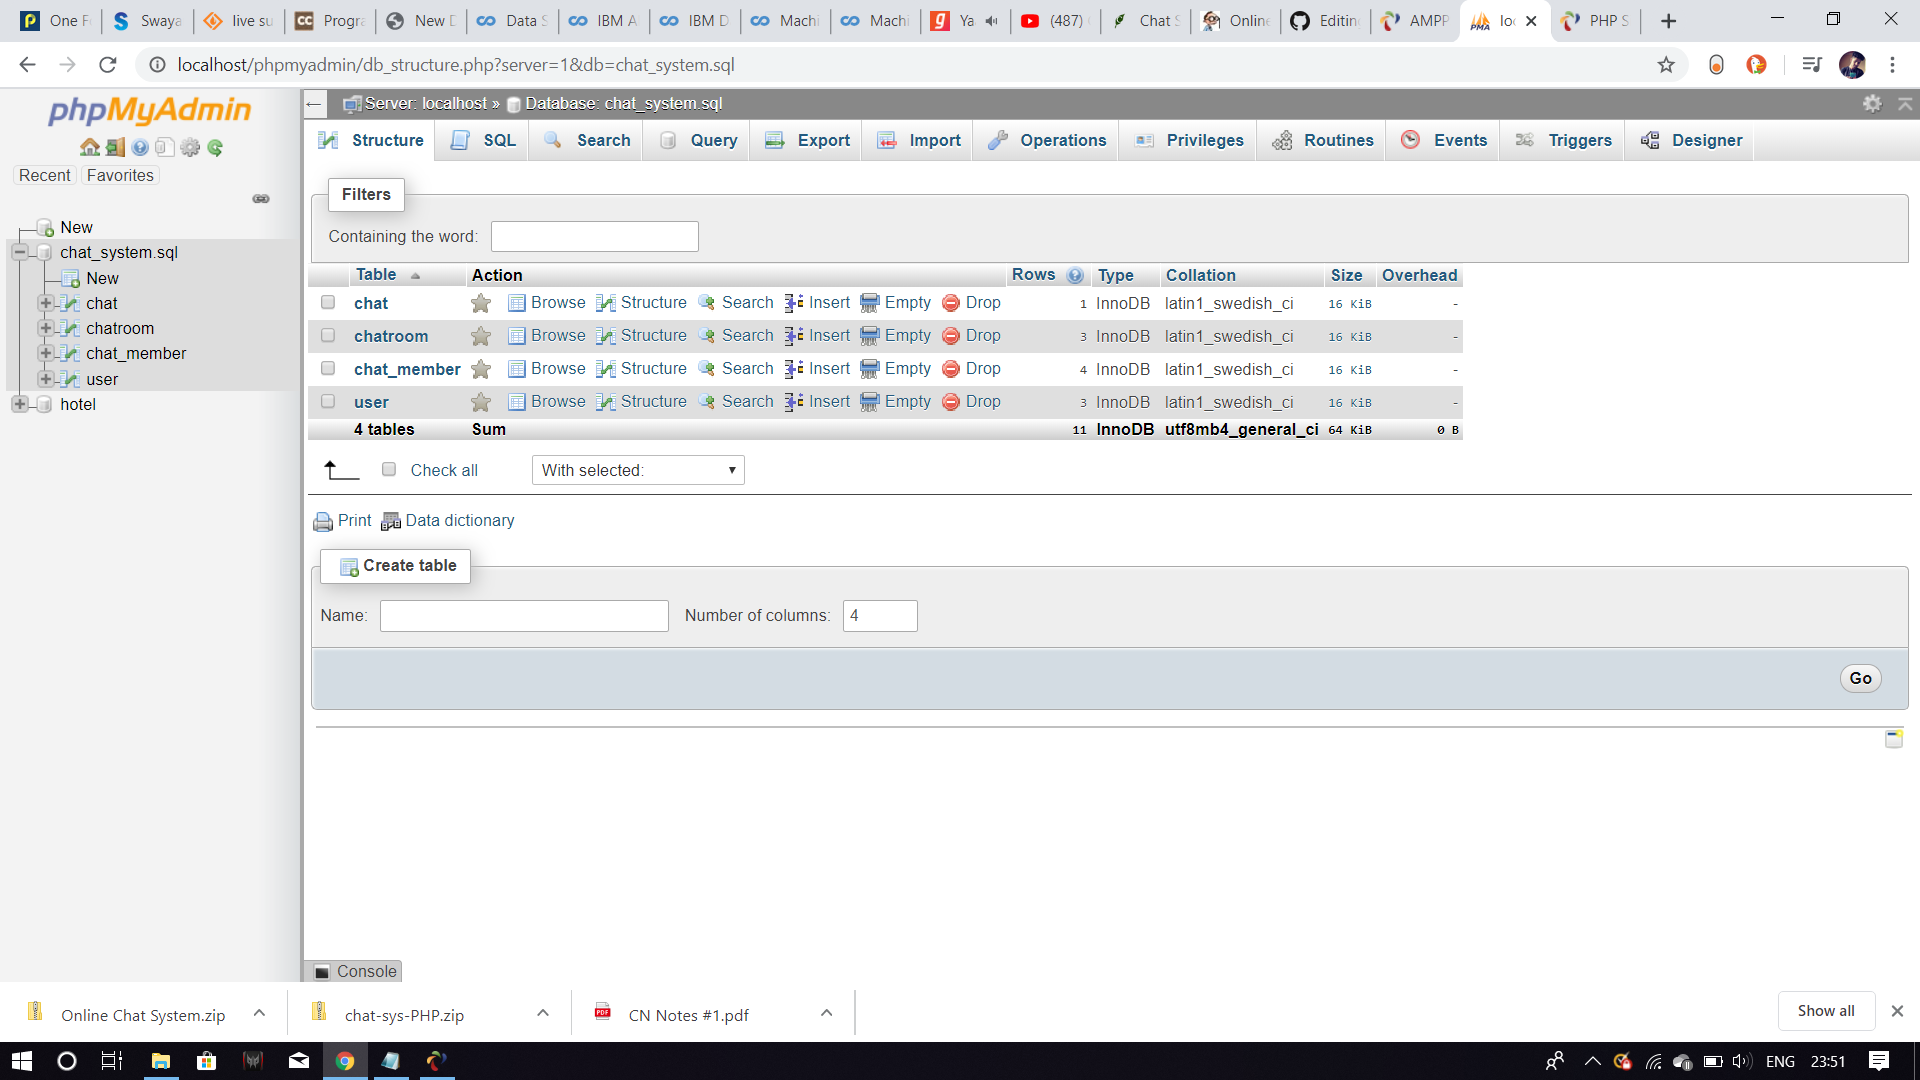 One F
Swaya
live su
Progra
New D
Data S
IBM A
IBM D
Machi
Machi
Ya
(487)
Chat S
Online
Editing
AMPP
loc
PHP S
localhost/phpmyadmin/db_structure.php?server=1&db=chat_system.sql
phpMyAdmin
Recent
Favorites
New
chat_system.sql
New
chat
chatroom
chat_member
user
hotel
Server: localhost » Database: chat_system.sql
Structure SQL Search Query Export Import Operations Privileges Routines Events Triggers Designer
Filters
Containing the word:
Table Action Rows Type Collation Size Overhead
chat Browse Structure Search Insert Empty Drop 1 InnoDB latin1_swedish_ci 16 KiB -
chatroom Browse Structure Search Insert Empty Drop 3 InnoDB latin1_swedish_ci 16 KiB -
chat_member Browse Structure Search Insert Empty Drop 4 InnoDB latin1_swedish_ci 16 KiB -
user Browse Structure Search Insert Empty Drop 3 InnoDB latin1_swedish_ci 16 KiB -
4 tables Sum 11 InnoDB utf8mb4_general_ci 64 KiB 0 B
Check all With selected:
Print Data dictionary
Create table
Name: Number of columns: 4
Go
Console
Online Chat System.zip
chat-sys-PHP.zip
CN Notes #1.pdf
Show all
ENG 23:51